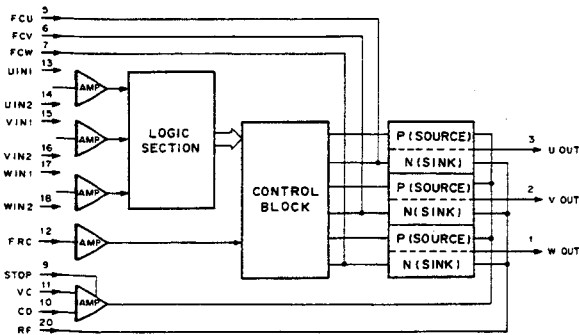 FCU 5
FCV 6
FCW 7
UIN1 13
AMP
UIN2 14
VIN1 15
AMP
VIN2 16
WIN1 17
AMP
WIN2 18
FRC 12
AMP
STOP 9
VC 11
AMP
CD 10
RF 20
LOGIC
SECTION
CONTROL
BLOCK
P (SOURCE)
N (SINK)
P (SOURCE)
N (SINK)
P (SOURCE)
N (SINK)
3 U OUT
2 V OUT
1 W OUT